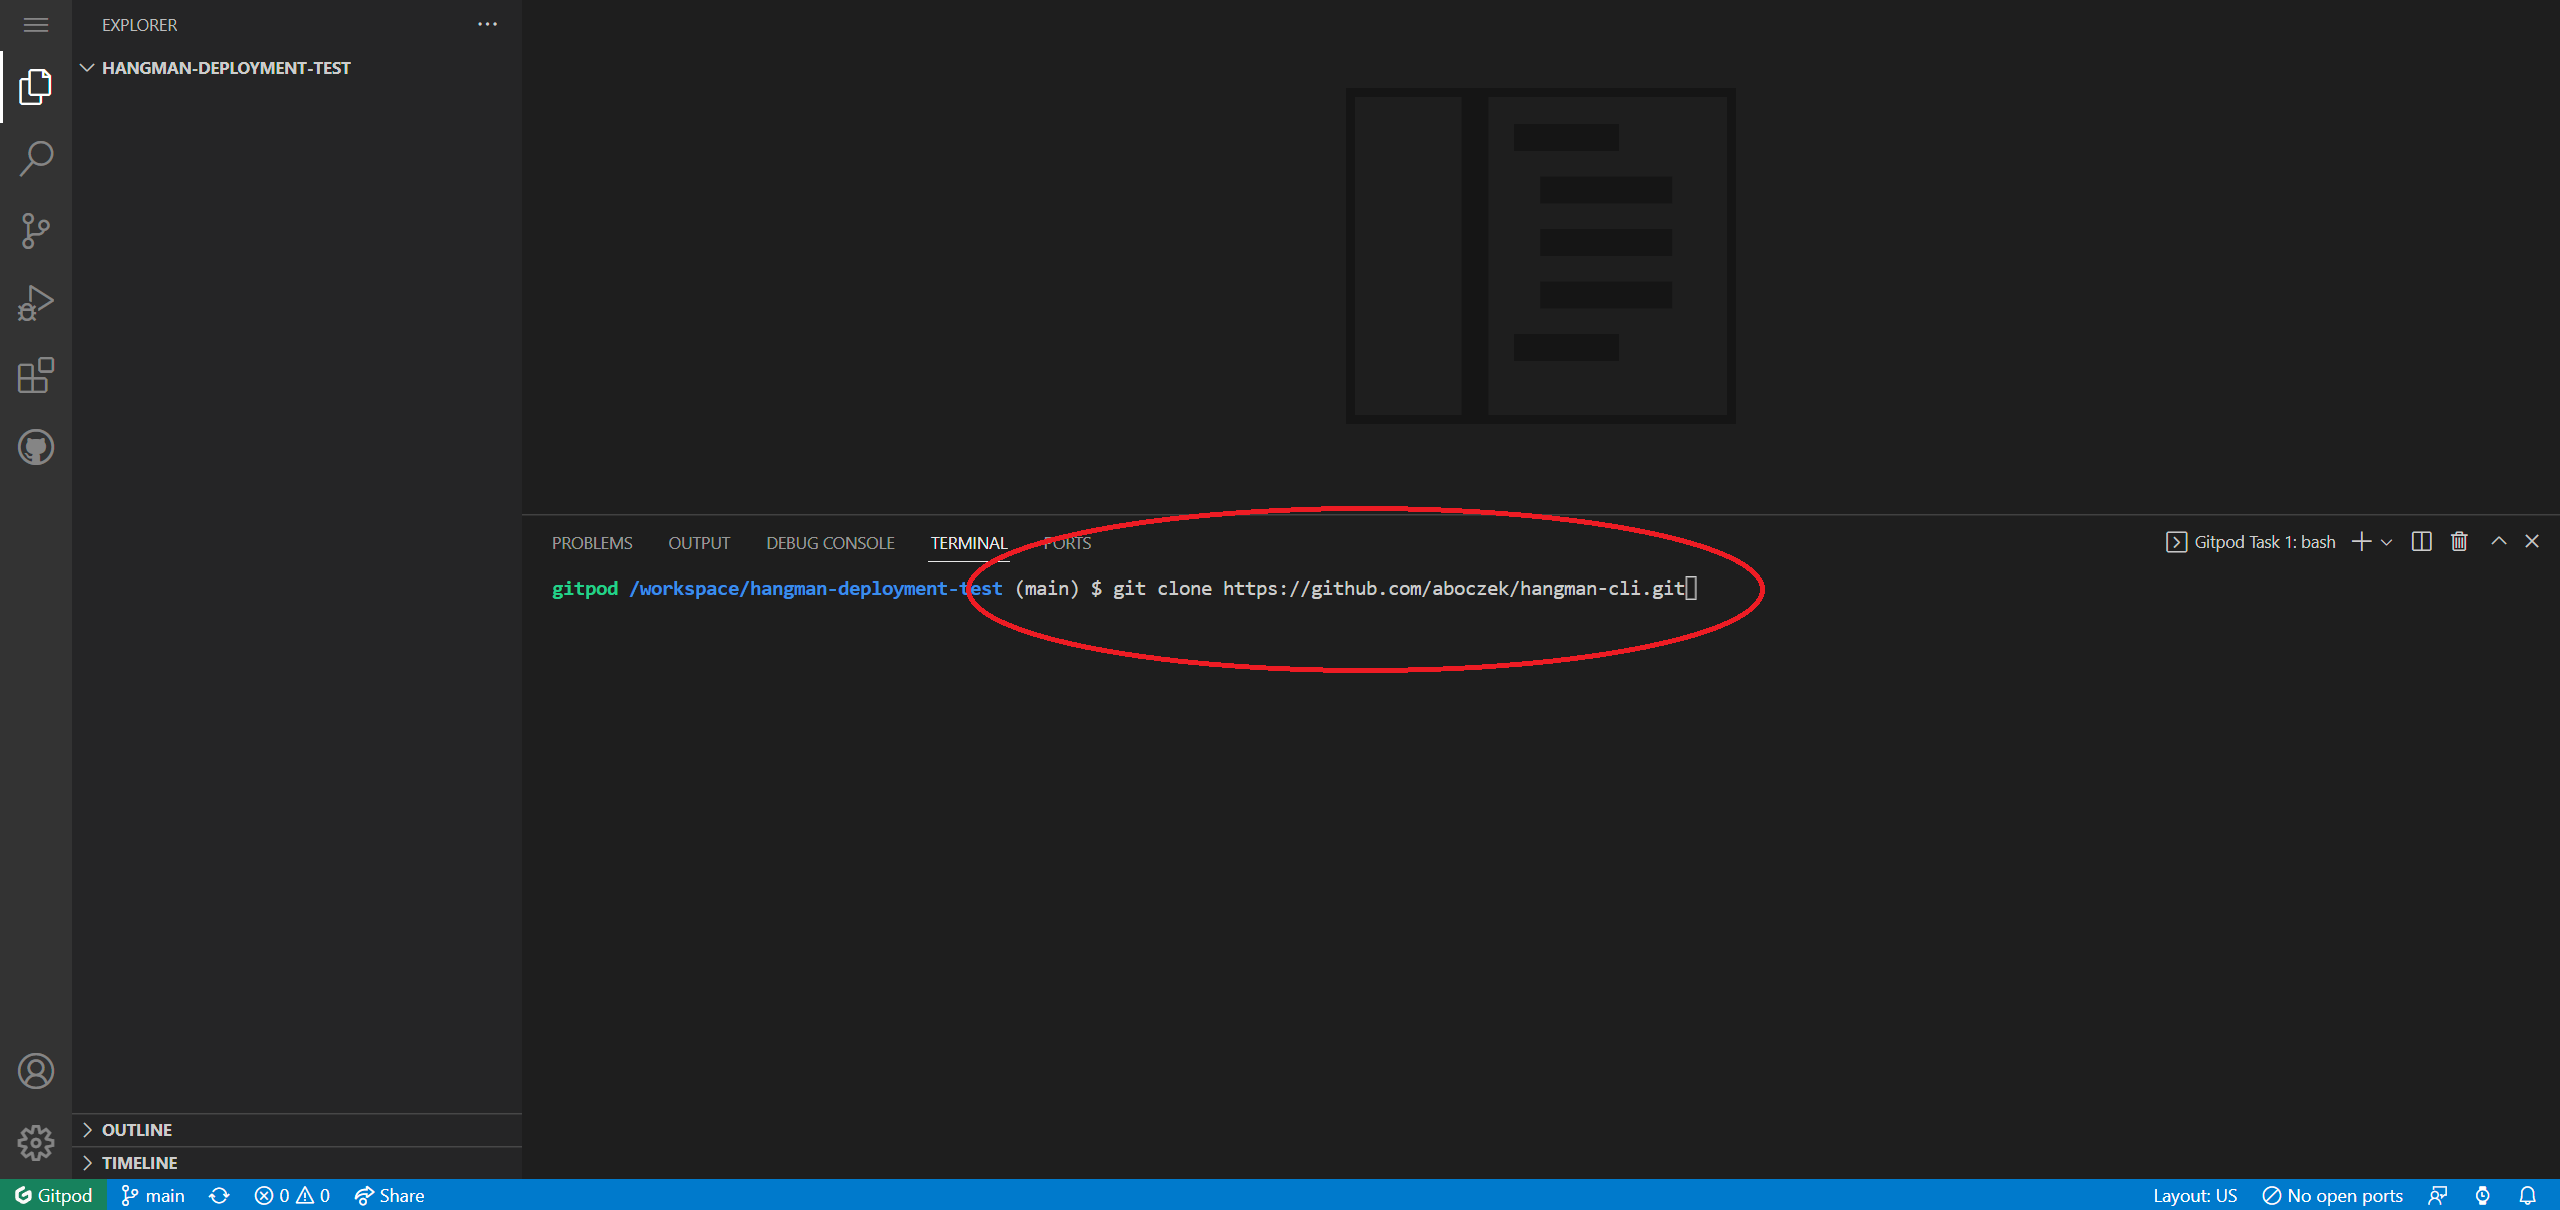 EXPLORER
HANGMAN-DEPLOYMENT-TEST
PROBLEMS OUTPUT DEBUG CONSOLE TERMINAL PORTS Gitpod Task 1: bash
gitpod /workspace/hangman-deployment-test (main) $ git clone https://github.com/aboczek/hangman-cli.git
OUTLINE
TIMELINE
Gitpod main 0 0 Share Layout: US No open ports